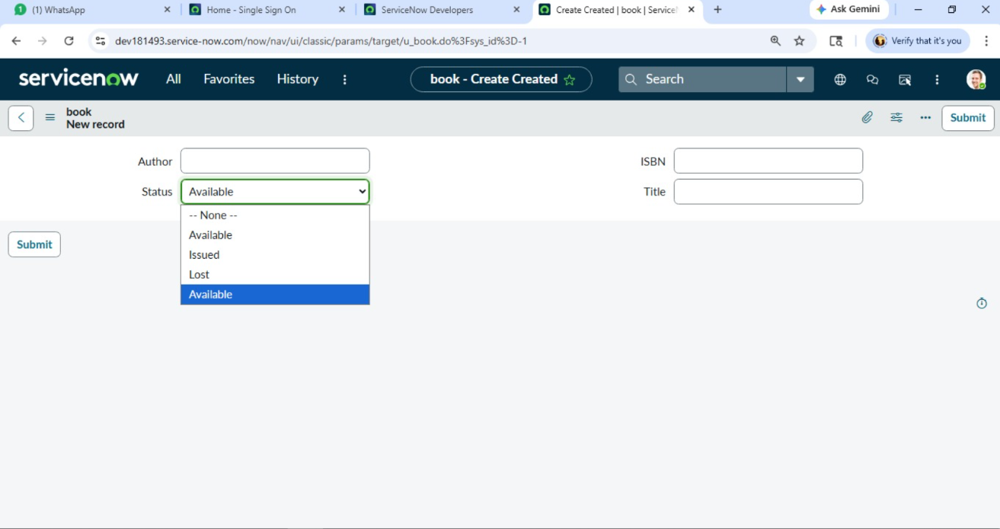 1 (1) WhatsApp
Home - Single Sign On
ServiceNow Developers
Create Created | book | Service
Ask Gemini
dev181493.service-now.com/now/nav/ui/classic/params/target/u_book.do%3Fsys_id%3D-1
Verify that it's you
servicenow
All
Favorites
History
book - Create Created
Search
book
New record
Submit
Author
ISBN
Status
Available
Title
-- None --
Available
Issued
Lost
Available
Submit